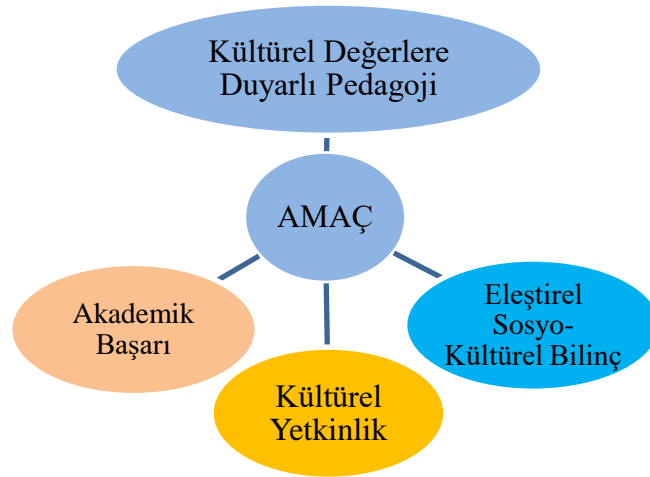 Kültürel Değerlere
Duyarlı Pedagoji
AMAÇ
Akademik
Başarı
Kültürel
Yetkinlik
Eleştirel
Sosyo-
Kültürel Bilinç